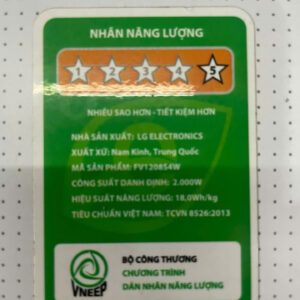 NHÃN NĂNG LƯỢNG
1 2 3 4 5
NHIỀU SAO HƠN - TIẾT KIỆM HƠN
NHÀ SẢN XUẤT: LG ELECTRONICS
XUẤT XỨ: Nam Kinh, Trung Quốc
MÃ SẢN PHẨM: FV1208S4W
CÔNG SUẤT DANH ĐỊNH: 2.000W
HIỆU SUẤT NĂNG LƯỢNG: 18,0Wh/kg
TIÊU CHUẨN VIỆT NAM: TCVN 8526:2013
BỘ CÔNG THƯƠNG
CHƯƠNG TRÌNH
DÁN NHÃN NĂNG LƯỢNG
VNEEP